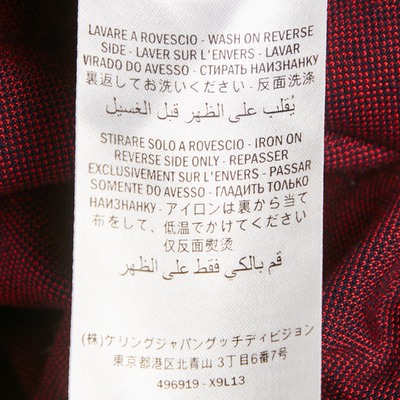 LAVARE A ROVESCIO - WASH ON REVERSE
SIDE - LAVER SUR L'ENVERS - LAVAR
VIRADO DO AVESSO - СТИРАТЬ НАИЗНАНКУ
裏返してお洗いください - 反面洗涤
يُقلب على الظهر قبل الغسيل
STIRARE SOLO A ROVESCIO - IRON ON
REVERSE SIDE ONLY - REPASSER
EXCLUSIVEMENT SUR L'ENVERS - PASSAR
SOMENTE DO AVESSO - ГЛАДИТЬ ТОЛЬКО
НАИЗНАНКУ - アイロンは裏から当て
布をして、低温でかけてください
仅反面熨烫
قم بالكي فقط على الظهر
(株)ケリングジャパングッチディビジョン
東京都港区北青山 3丁目6番7号
496919 - X9L13